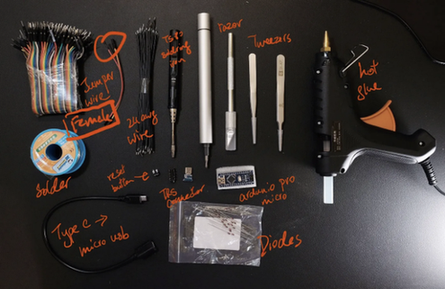 Jumper
wire
Female
Solder
24 awg
wire
TS80
soldering
iron
razor
Tweezers
hot
glue
reset
button
TRS
connector
arduino pro
micro
Type C →
micro usb
Diodes